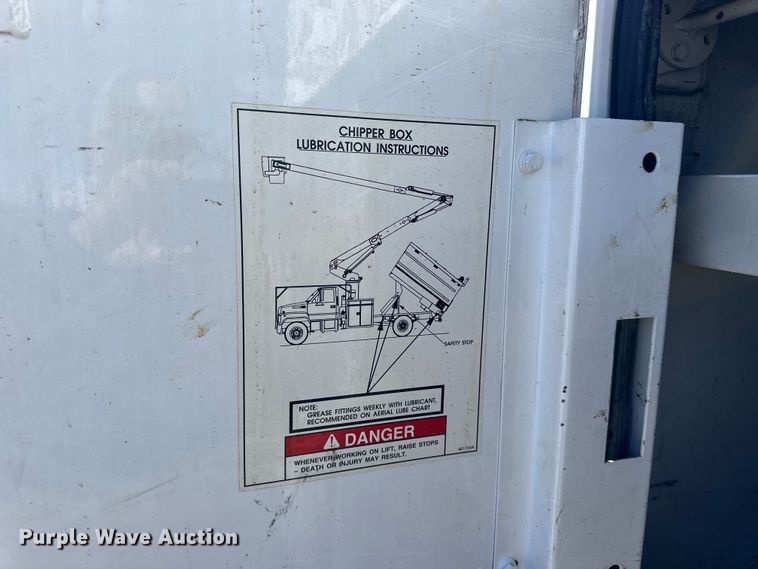 CHIPPER BOX
LUBRICATION INSTRUCTIONS
SAFETY STOP
NOTE:
GREASE FITTINGS WEEKLY WITH LUBRICANT,
RECOMMENDED ON AERIAL LUBE CHART
DANGER
WHENEVER WORKING ON LIFT, RAISE STOPS
– DEATH OR INJURY MAY RESULT.
Purple Wave Auction